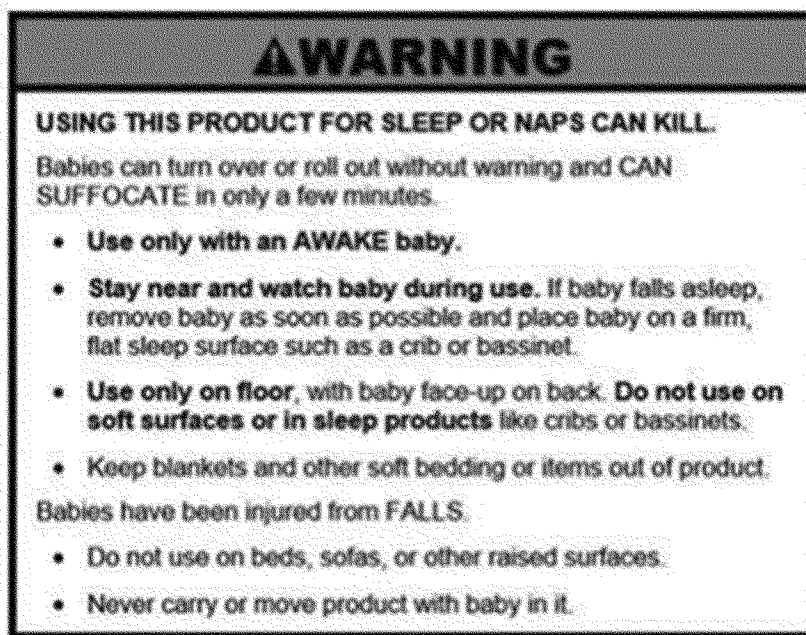 ⚠WARNING
USING THIS PRODUCT FOR SLEEP OR NAPS CAN KILL.
Babies can turn over or roll out without warning and CAN
SUFFOCATE in only a few minutes.
• Use only with an AWAKE baby.
• Stay near and watch baby during use. If baby falls asleep,
remove baby as soon as possible and place baby on a firm,
flat sleep surface such as a crib or bassinet.
• Use only on floor, with baby face-up on back. Do not use on
soft surfaces or in sleep products like cribs or bassinets.
• Keep blankets and other soft bedding or items out of product.
Babies have been injured from FALLS.
• Do not use on beds, sofas, or other raised surfaces.
• Never carry or move product with baby in it.